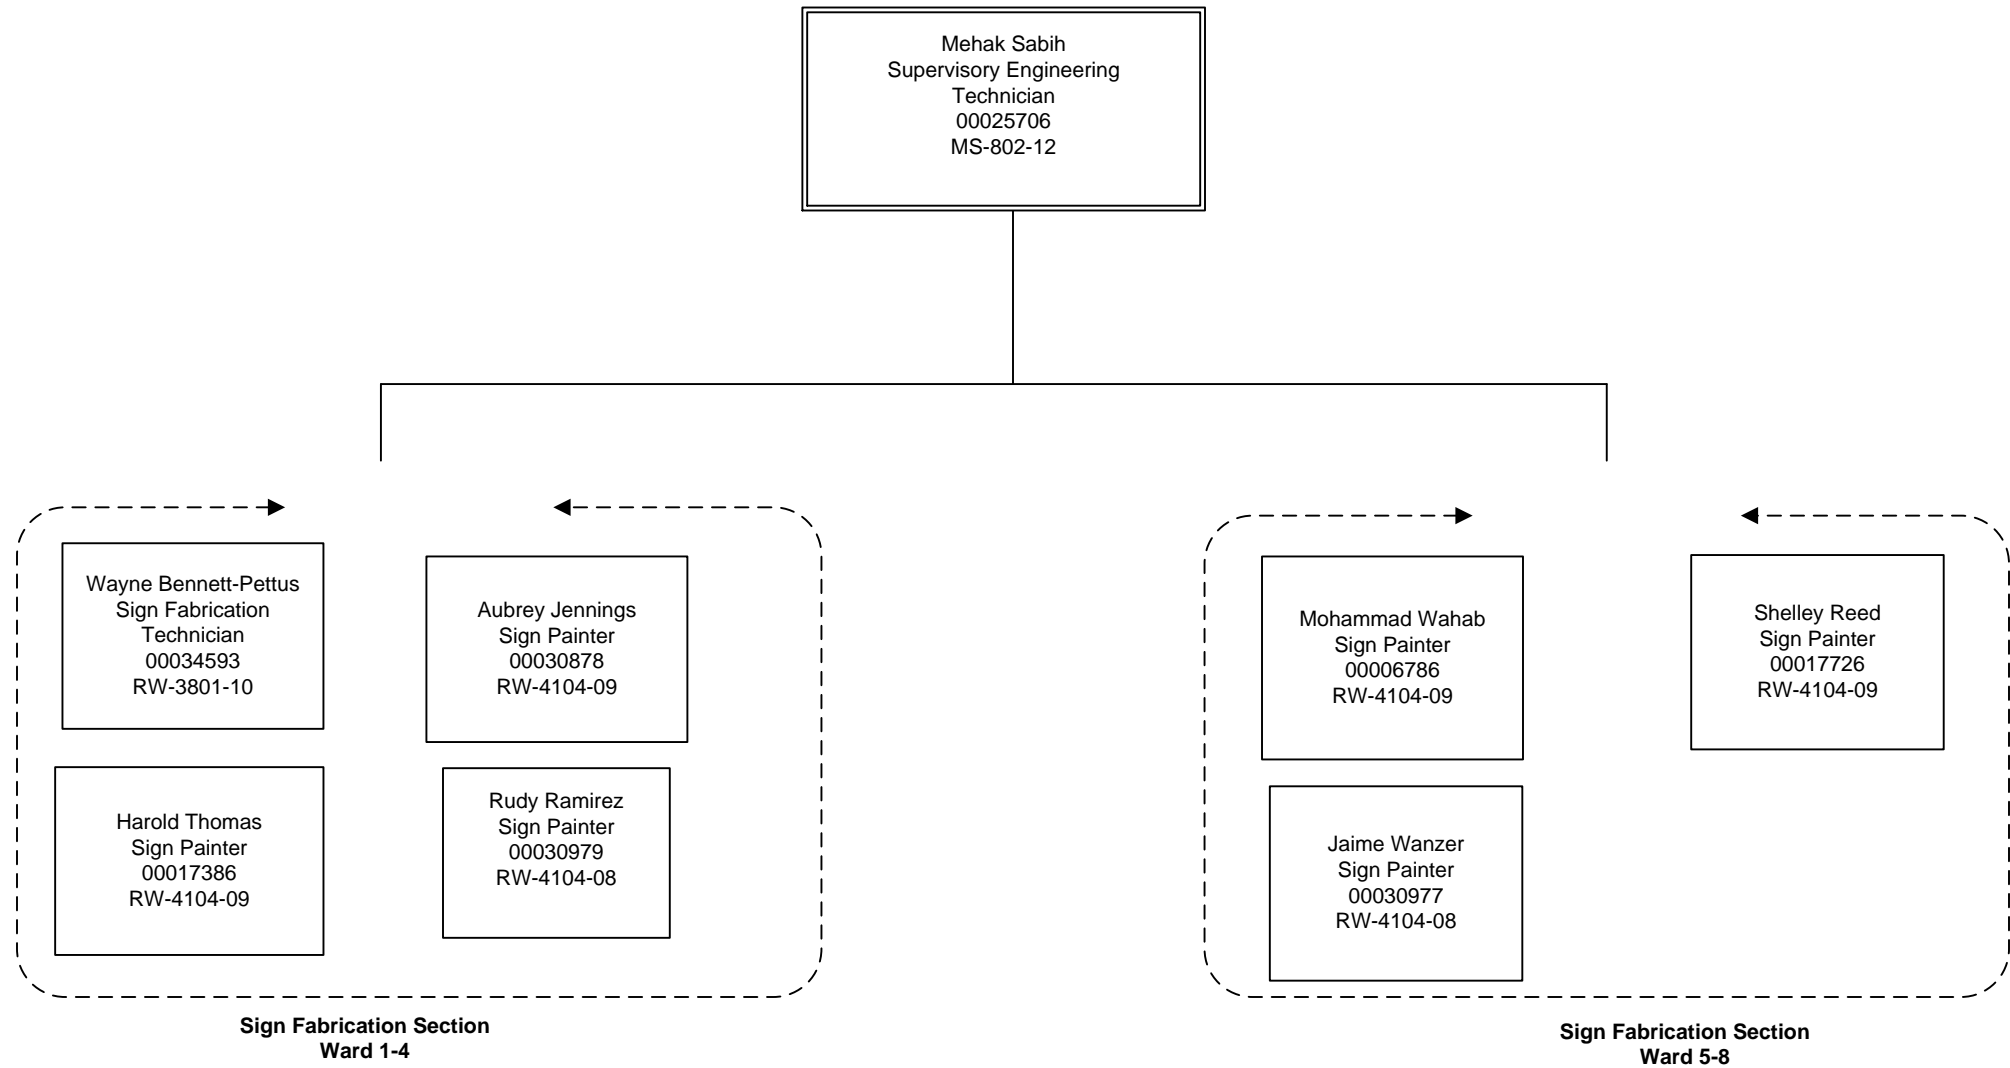 Mehak Sabih
Supervisory Engineering
Technician
00025706
MS-802-12
Wayne Bennett-Pettus
Sign Fabrication
Technician
00034593
RW-3801-10
Aubrey Jennings
Sign Painter
00030878
RW-4104-09
Harold Thomas
Sign Painter
00017386
RW-4104-09
Rudy Ramirez
Sign Painter
00030979
RW-4104-08
Sign Fabrication Section
Ward 1-4
Mohammad Wahab
Sign Painter
00006786
RW-4104-09
Shelley Reed
Sign Painter
00017726
RW-4104-09
Jaime Wanzer
Sign Painter
00030977
RW-4104-08
Sign Fabrication Section
Ward 5-8